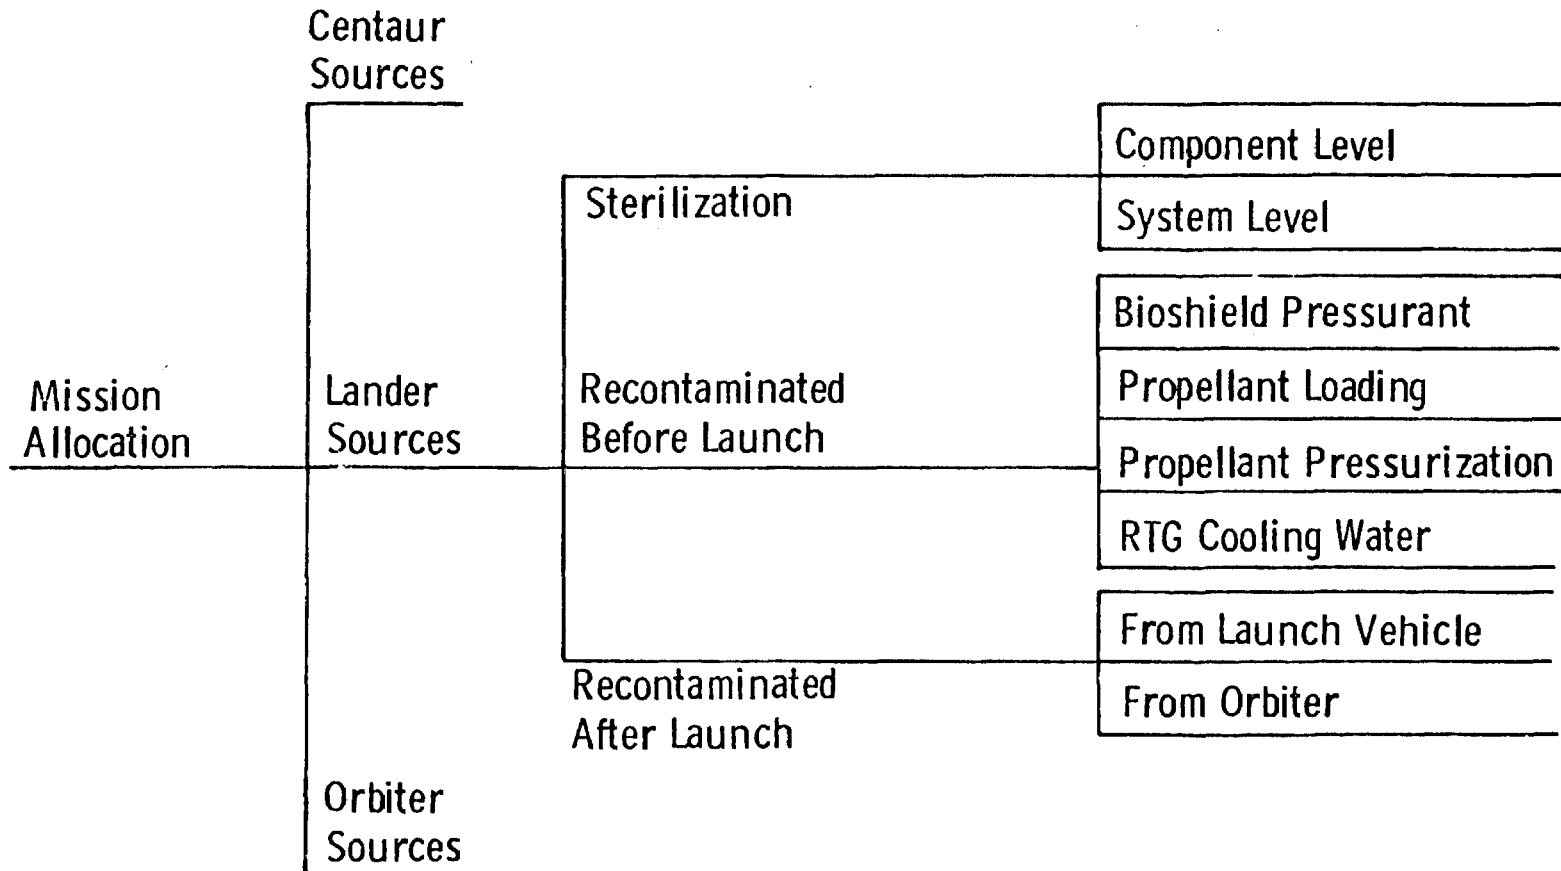 Centaur
Sources
Component Level
Sterilization
System Level
Bioshield Pressurant
Mission
Allocation
Lander
Sources
Recontaminated
Before Launch
Propellant Loading
Propellant Pressurization
RTG Cooling Water
From Launch Vehicle
Recontaminated
After Launch
From Orbiter
Orbiter
Sources